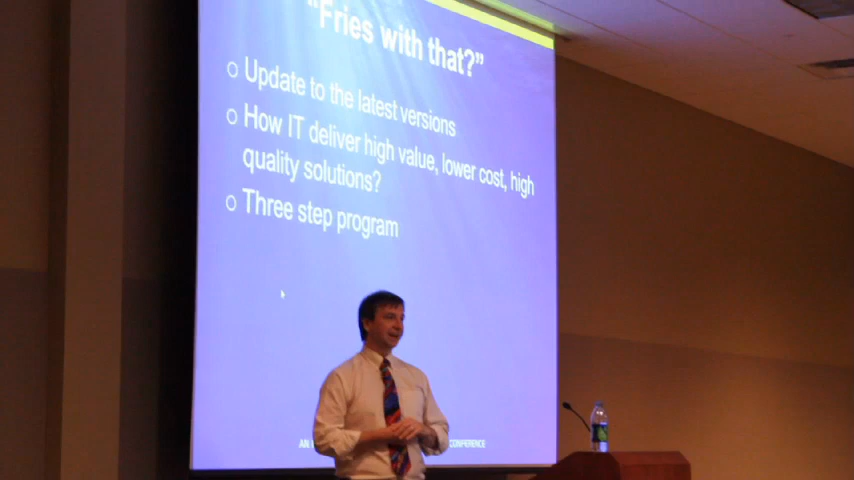 "Fries with that?"
Update to the latest versions
How IT deliver high value, lower cost, high
quality solutions?
Three step program
CONFERENCE